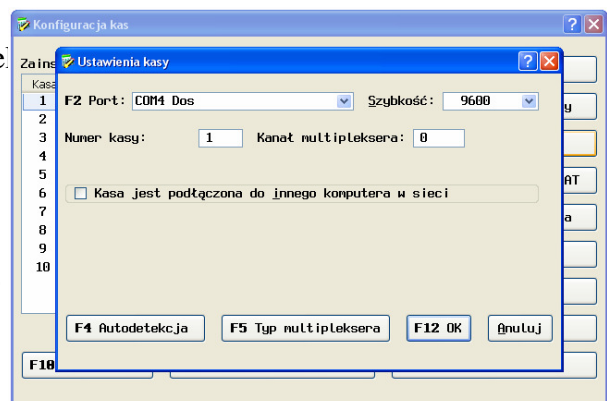 Konfiguracja kas
Ustawienia kasy
Kasa
F2 Port: COM4 Dos Szybkość: 9600
Numer kasy: 1 Kanał multipleksera: 0
Kasa jest podłączona do innego komputera w sieci
1
2
3
4
5
6
7
8
9
10
AT
F4 Autodetekcja F5 Typ multipleksera F12 OK Anuluj
F10